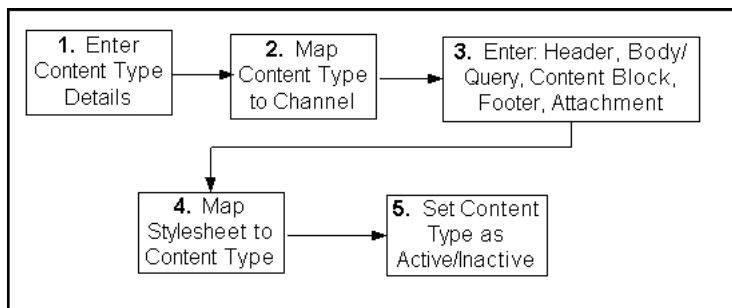 1. Enter
Content Type
Details
2. Map
Content Type
to Channel
3. Enter: Header, Body/
Query, Content Block,
Footer, Attachment
4. Map
Stylesheet to
Content Type
5. Set Content
Type as
Active/Inactive